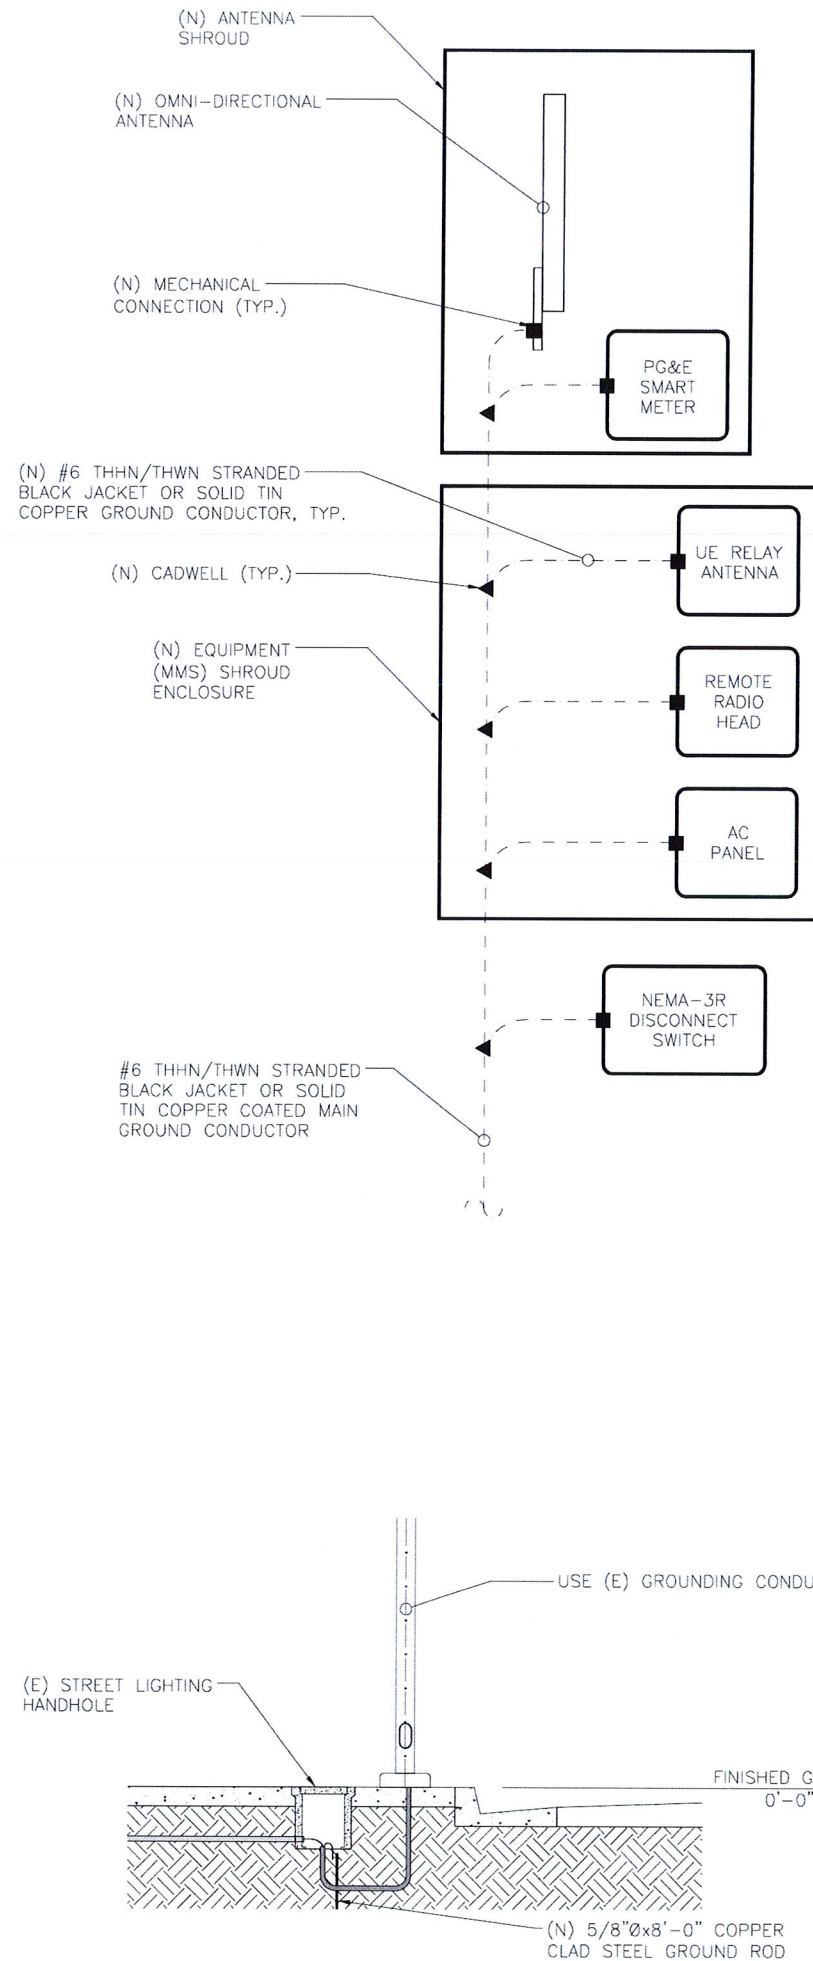 (N) ANTENNA
SHROUD
(N) OMNI-DIRECTIONAL
ANTENNA
(N) MECHANICAL
CONNECTION (TYP.)
PG&E
SMART
METER
(N) #6 THHN/THWN STRANDED
BLACK JACKET OR SOLID TIN
COPPER GROUND CONDUCTOR, TYP.
UE RELAY
ANTENNA
(N) CADWELL (TYP.)
(N) EQUIPMENT
(MMS) SHROUD
ENCLOSURE
REMOTE
RADIO
HEAD
AC
PANEL
NEMA-3R
DISCONNECT
SWITCH
#6 THHN/THWN STRANDED
BLACK JACKET OR SOLID
TIN COPPER COATED MAIN
GROUND CONDUCTOR
USE (E) GROUNDING CONDU
(E) STREET LIGHTING
HANDHOLE
FINISHED G
0'-0"
(N) 5/8"Øx8'-0" COPPER
CLAD STEEL GROUND ROD